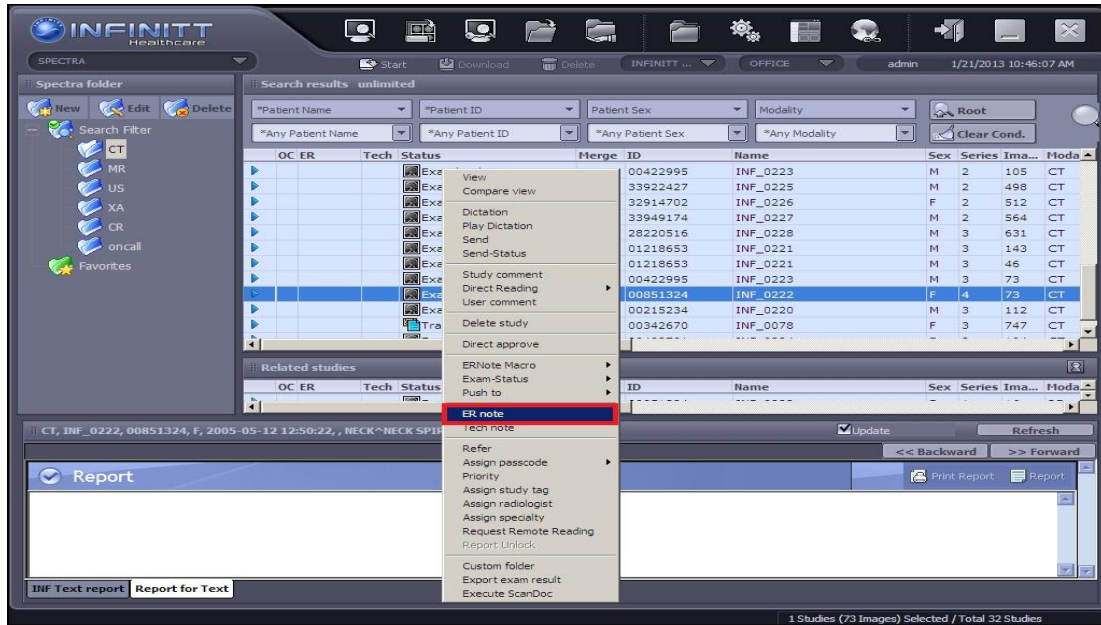 INFINITT
Healthcare
SPECTRA
Start Download Delete INFINITT ... OFFICE admin 1/21/2013 10:46:07 AM
Spectra folder
New Edit Delete
Search Filter
CT
MR
US
XA
CR
oncall
Favorites
Search results unlimited
*Patient Name *Patient ID Patient Sex Modality Root
*Any Patient Name *Any Patient ID *Any Patient Sex *Any Modality Clear Cond.
OC ER Tech Status Merge ID Name Sex Series Ima... Moda
Exa 00422995 INF_0223 M 2 105 CT
Exa 33922427 INF_0225 M 2 498 CT
Exa 32914702 INF_0226 F 2 512 CT
Exa 33949174 INF_0227 M 2 564 CT
Exa 28220516 INF_0228 M 3 631 CT
Exa 01218653 INF_0221 M 3 143 CT
Exa 01218653 INF_0221 M 3 46 CT
Exa 00422995 INF_0223 M 3 73 CT
Exa 00851324 INF_0222 F 4 73 CT
Exa 00215234 INF_0220 M 3 112 CT
Tra 00342670 INF_0078 F 3 747 CT
View
Compare view
Dictation
Play Dictation
Send
Send-Status
Study comment
Direct Reading
User comment
Delete study
Direct approve
ERNote Macro
Exam-Status
Push to
ER note
Tech note
Refer
Assign passcode
Priority
Assign study tag
Assign radiologist
Assign specialty
Request Remote Reading
Report Unlock
Custom folder
Export exam result
Execute ScanDoc
Related studies
OC ER Tech Status ID Name Sex Series Ima... Moda
CT, INF_0222, 00851324, F, 2005-05-12 12:50:22, , NECK^NECK Update Refresh
<< Backward >> Forward
Report Print Report Report
INF Text report Report for Text
1 Studies (73 Images) Selected / Total 32 Studies